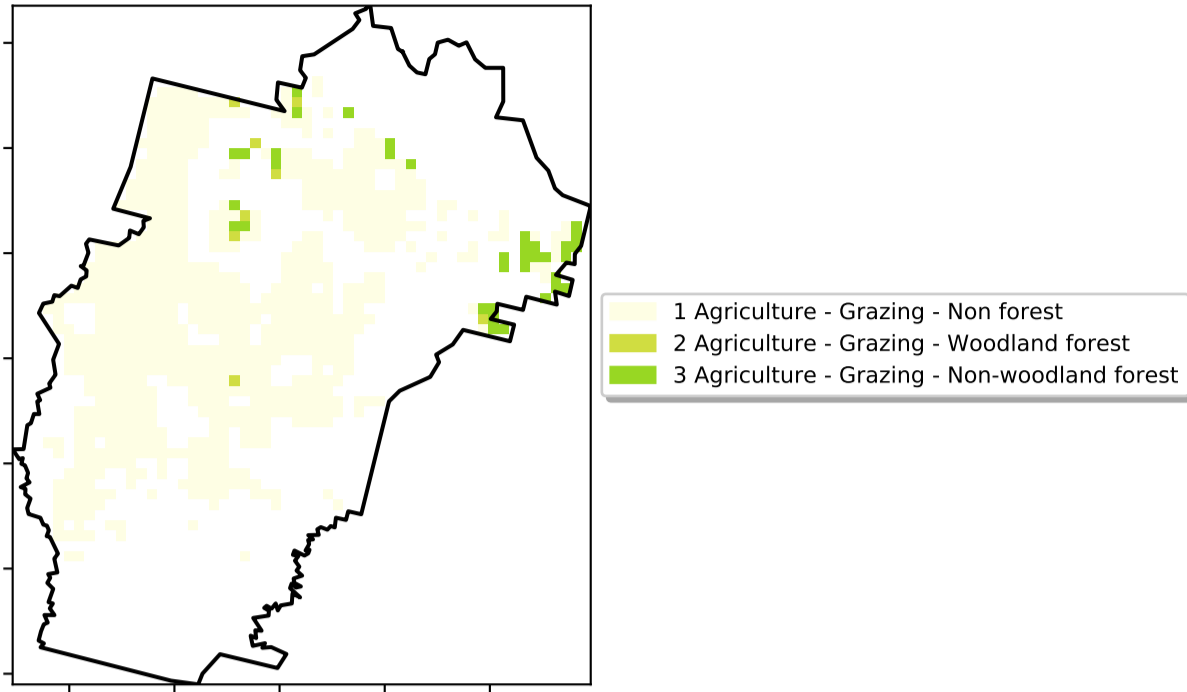 1 Agriculture - Grazing - Non forest
2 Agriculture - Grazing - Woodland forest
3 Agriculture - Grazing - Non-woodland forest